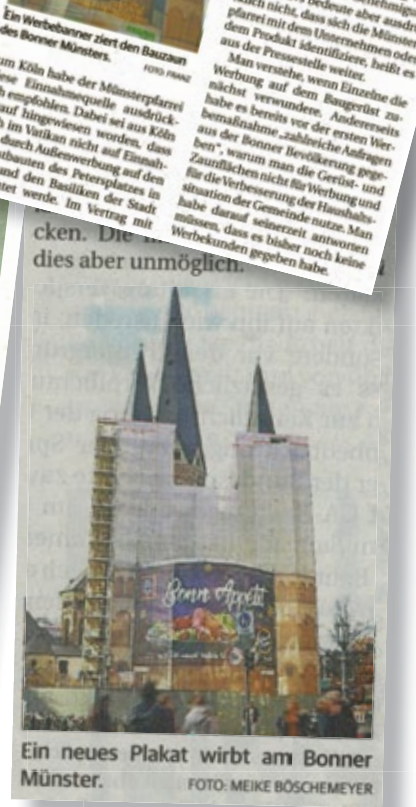 Ein Werbebanner ziert den Bauzaun
des Bonner Münsters.
FOTO: FRANZ
um Köln habe der Münsterpfarrei
ese Einnahmequelle ausdrück-
empfohlen. Dabei sei aus Köln
auf hingewiesen worden, dass
im Vatikan nicht auf Einnah-
durch Außenwerbung auf den
ubauten des Petersplatzes in
und den Basiliken der Stadt
tet werde. Im Vertrag mit
bedeute aber
lich nicht, dass sich die Münster-
pfarrei mit dem Unternehmen oder
dem Produkt identifiziere, heißt es
aus der Pressestelle weiter.
Man verstehe, wenn Einzelne die
Werbung auf dem Baugerüst zu-
nächst verwundere. Andererseits
habe es bereits vor der ersten Wer-
bemaßnahme „zahlreiche Anfragen
aus der Bonner Bevölkerung gege-
ben“, warum man die Gerüst- und
Zaunflächen nicht für Werbung und
für die Verbesserung der Haushalts-
situation der Gemeinde nutze. Man
habe darauf seinerzeit antworten
müssen, dass es bisher noch keine
Werbekunden gegeben habe.
cken. Die
dies aber unmöglich.
Bonn Appetit
Ein neues Plakat wirbt am Bonner
Münster.
FOTO: MEIKE BÖSCHEMEYER